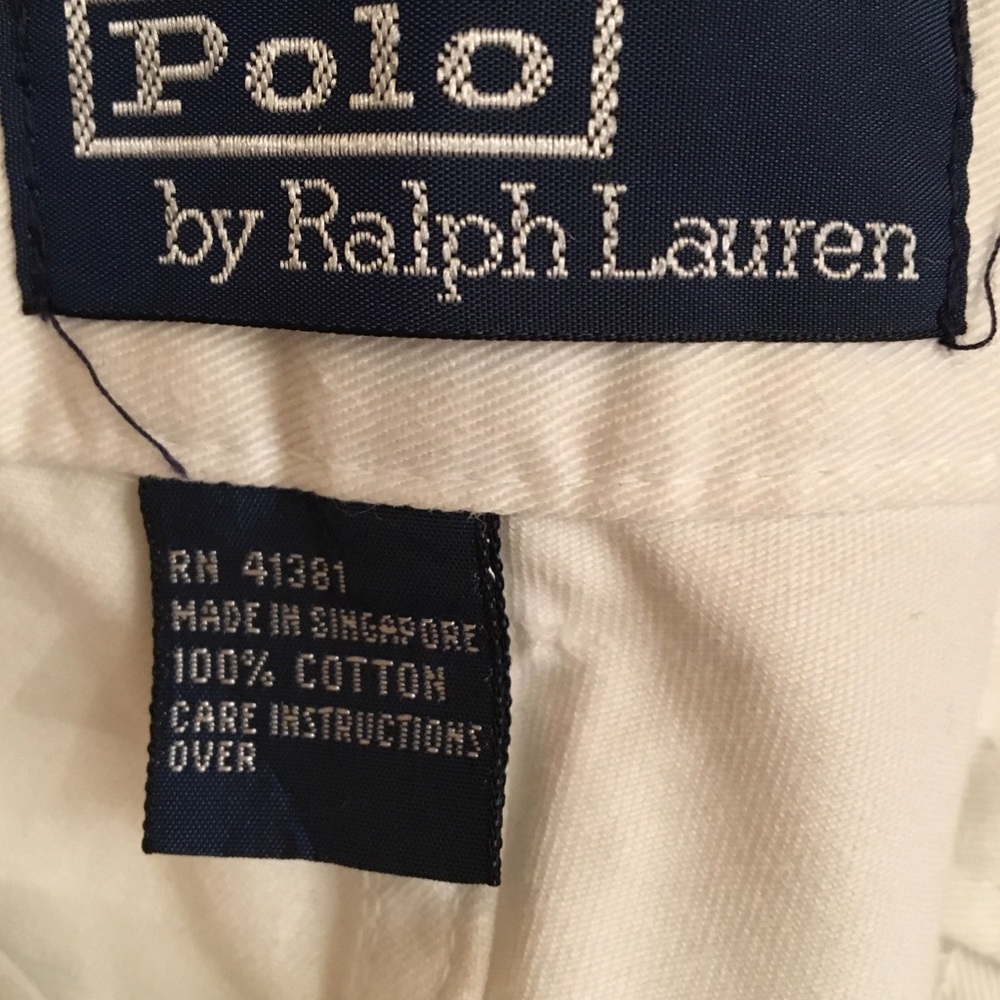 Polo
by Ralph Lauren
RN 41381
MADE IN SINGAPORE
100% COTTON
CARE INSTRUCTIONS
OVER